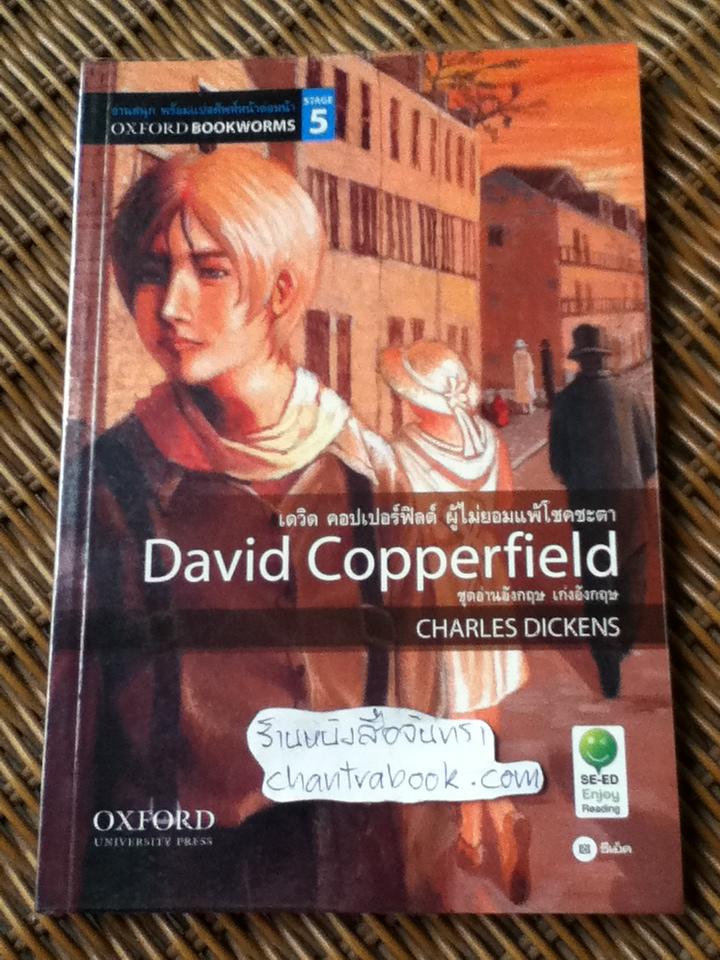 อ่านสนุก พร้อมแปลศัพท์หน้าต่อหน้า
OXFORD BOOKWORMS
STAGE
5
เดวิด คอปเปอร์ฟิลด์ ผู้ไม่ยอมแพ้โชคชะตา
David Copperfield
ชุดอ่านอังกฤษ เก่งอังกฤษ
CHARLES DICKENS
ร้านหนังสือจันทรา
chantrabook.com
SE-ED
Enjoy
Reading
OXFORD
UNIVERSITY PRESS
ซีเอ็ด